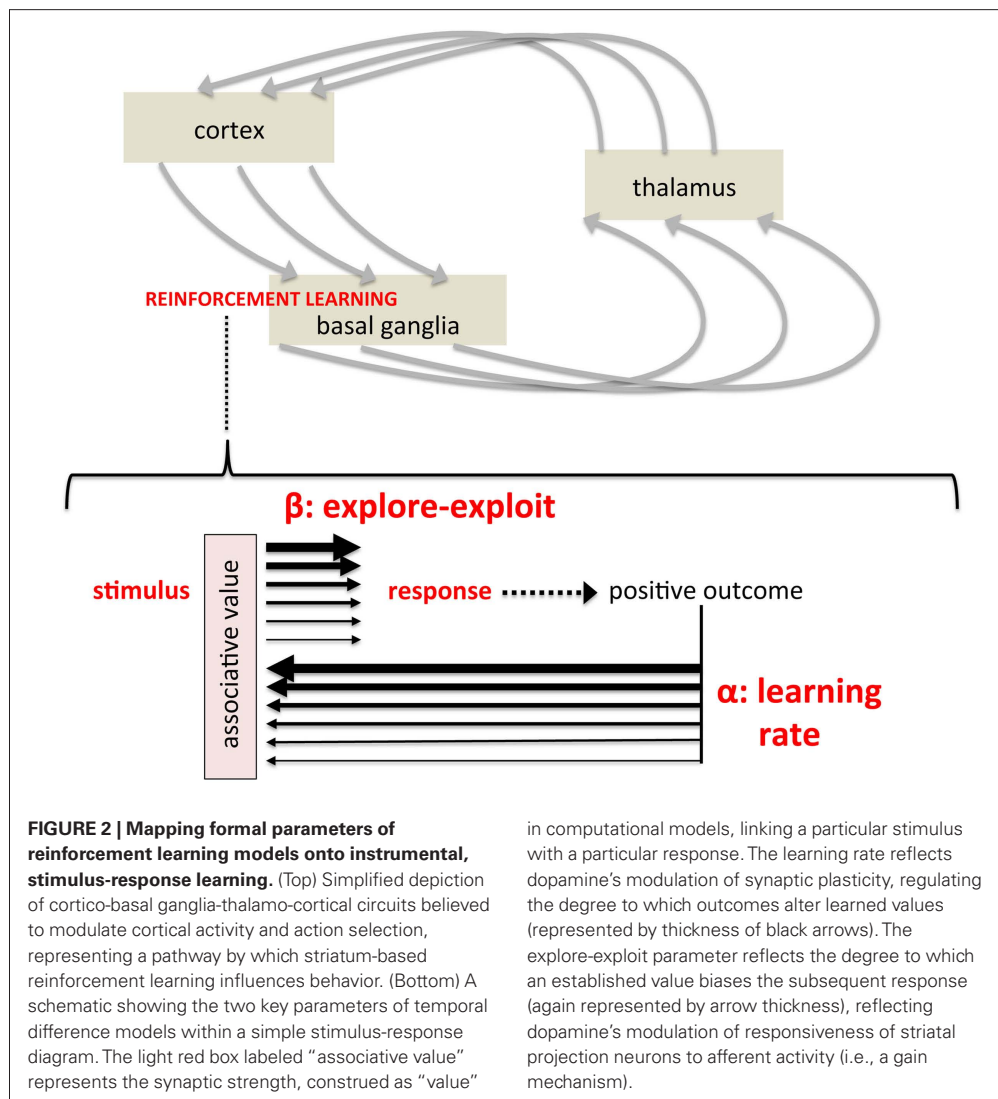 cortex
thalamus
REINFORCEMENT LEARNING
basal ganglia
β: explore-exploit
stimulus
associative value
response
positive outcome
α: learning
rate
FIGURE 2 | Mapping formal parameters of
reinforcement learning models onto instrumental,
stimulus-response learning. (Top) Simplified depiction
of cortico-basal ganglia-thalamo-cortical circuits believed
to modulate cortical activity and action selection,
representing a pathway by which striatum-based
reinforcement learning influences behavior. (Bottom) A
schematic showing the two key parameters of temporal
difference models within a simple stimulus-response
diagram. The light red box labeled “associative value”
represents the synaptic strength, construed as “value”
in computational models, linking a particular stimulus
with a particular response. The learning rate reflects
dopamine’s modulation of synaptic plasticity, regulating
the degree to which outcomes alter learned values
(represented by thickness of black arrows). The
explore-exploit parameter reflects the degree to which
an established value biases the subsequent response
(again represented by arrow thickness), reflecting
dopamine’s modulation of responsiveness of striatal
projection neurons to afferent activity (i.e., a gain
mechanism).